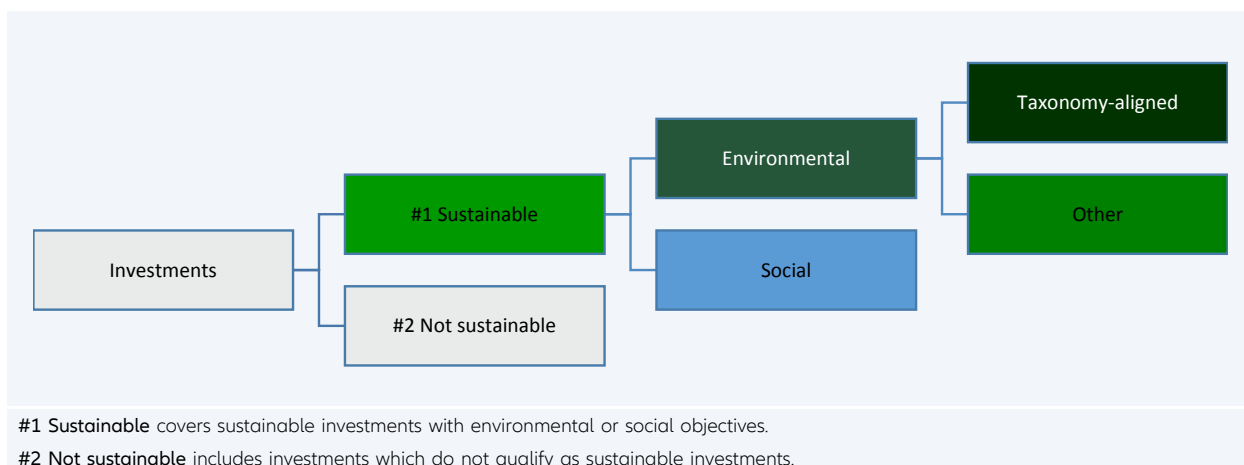 Taxonomy-aligned
Environmental
#1 Sustainable
Other
Investments
Social
#2 Not sustainable
#1 Sustainable covers sustainable investments with environmental or social objectives.
#2 Not sustainable includes investments which do not qualify as sustainable investments.